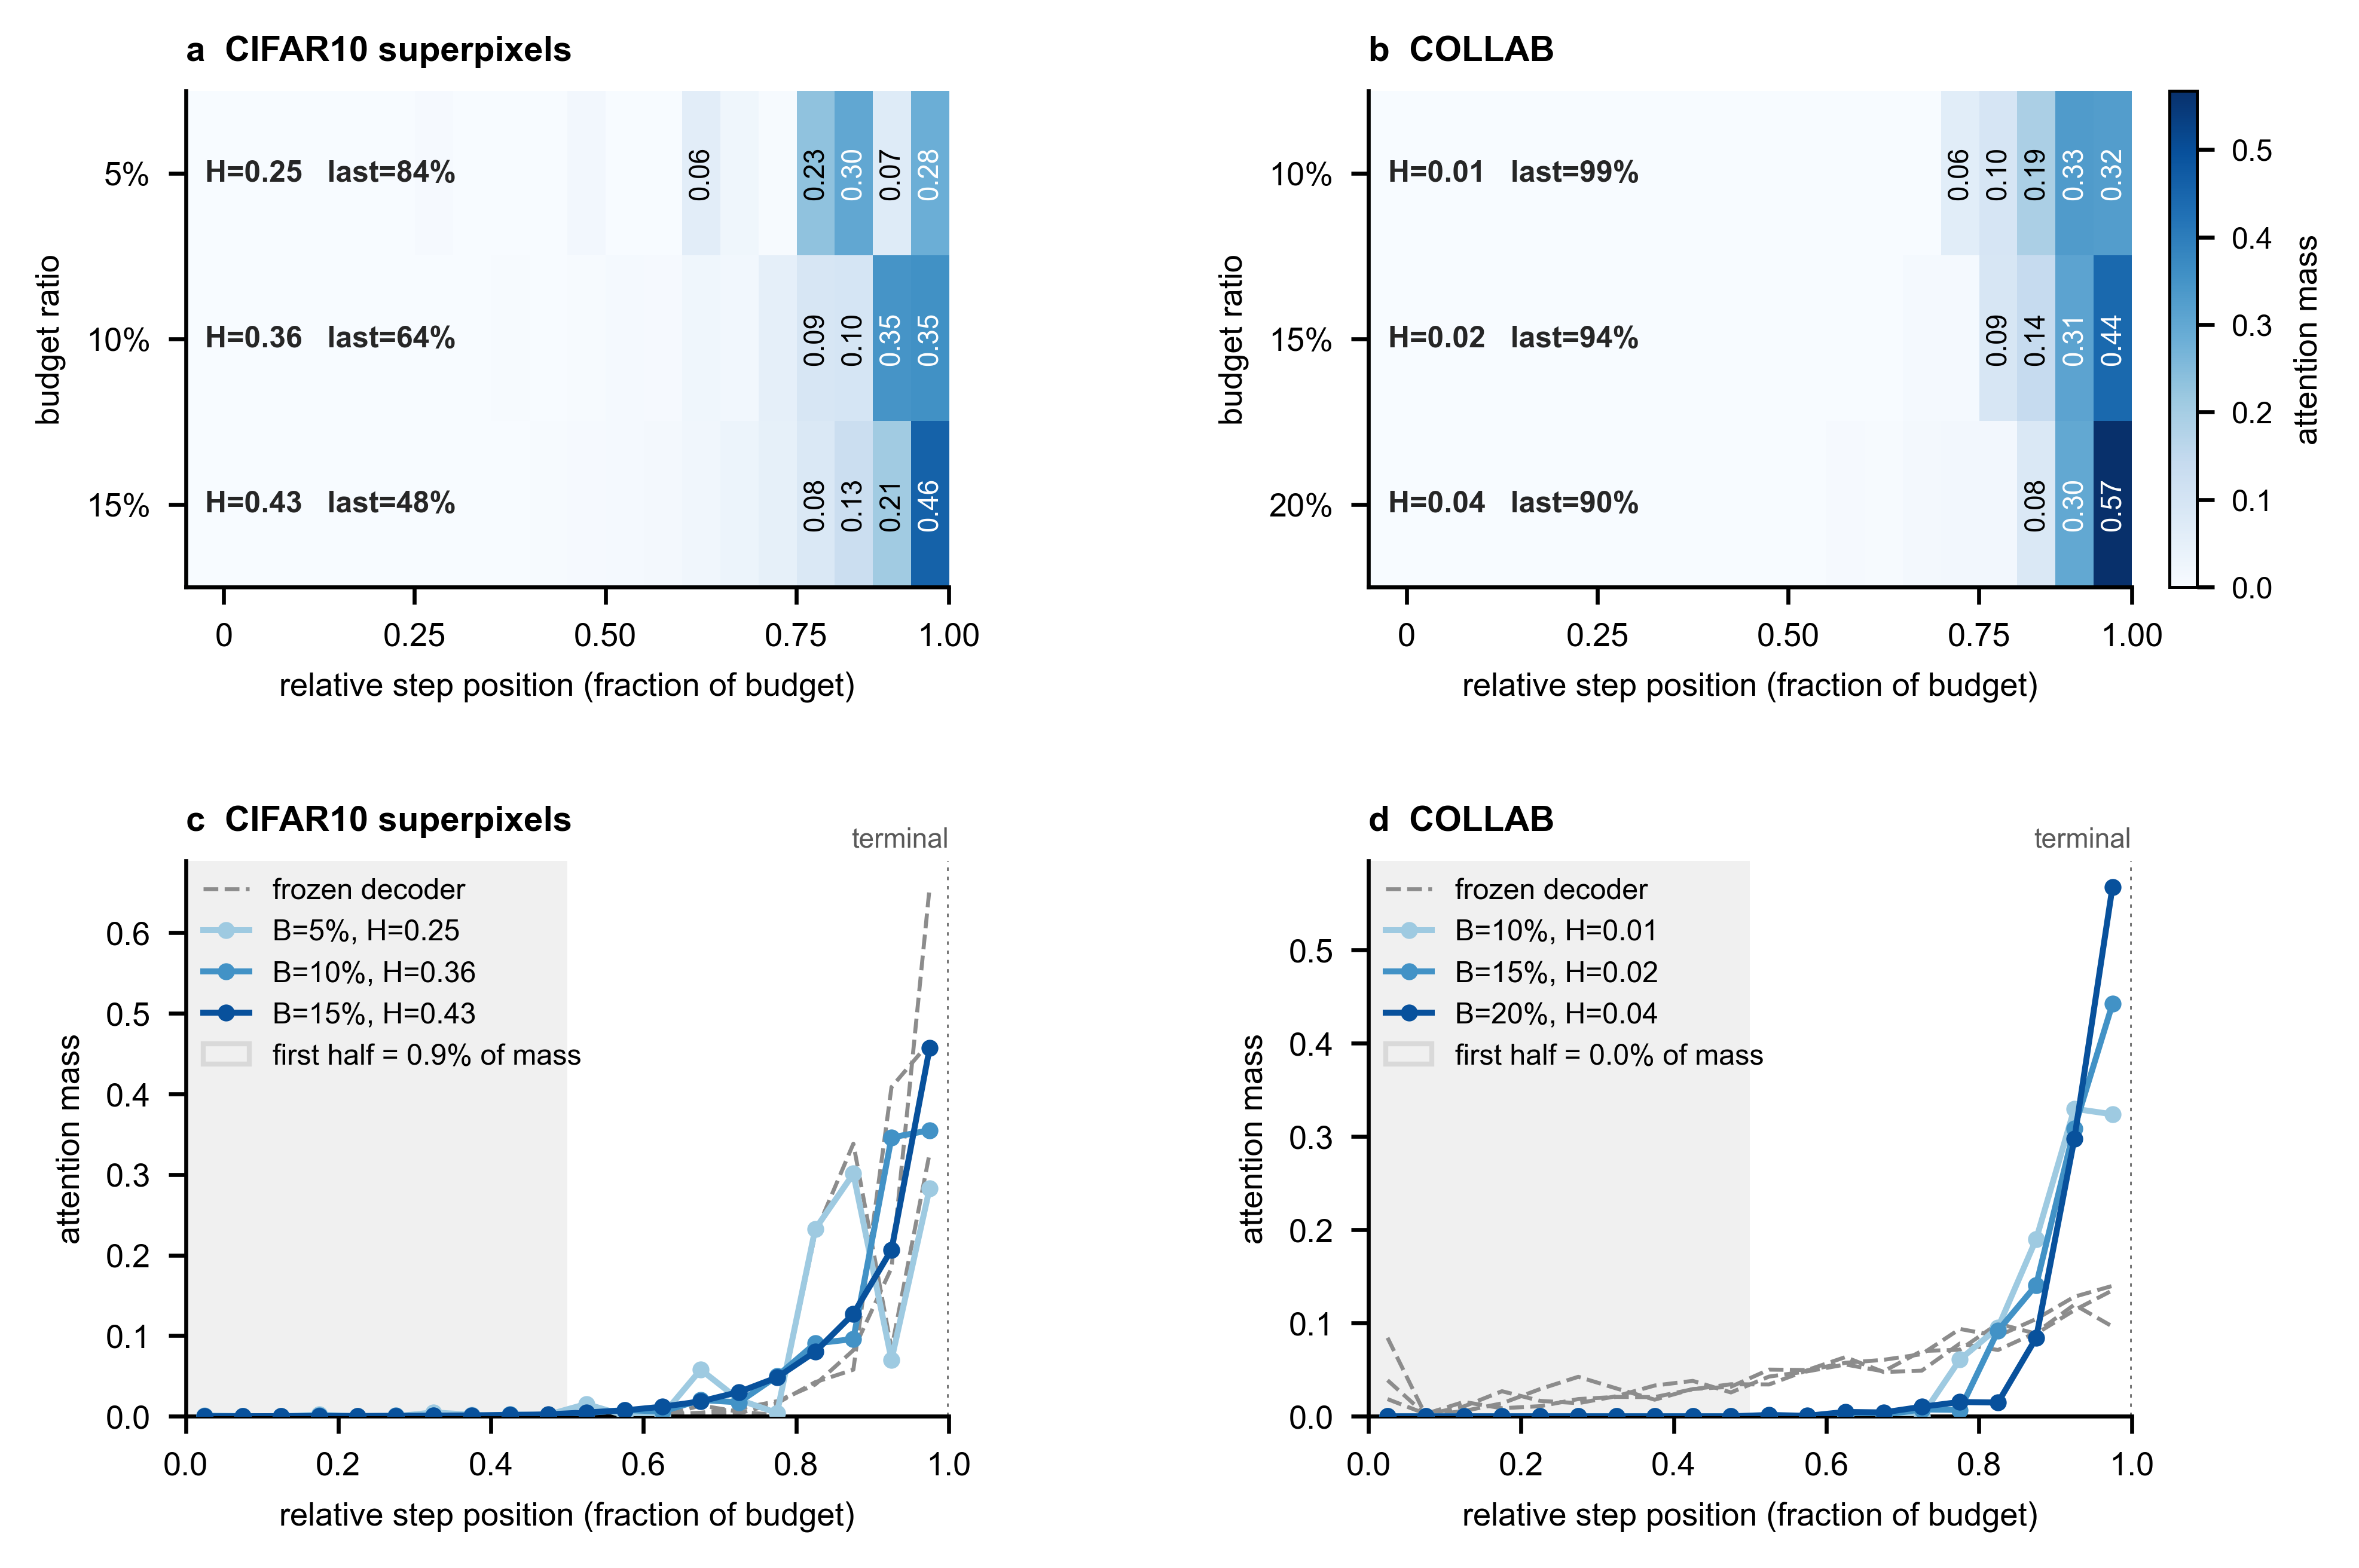 a CIFAR10 superpixels
5%
10%
15%
budget ratio
H=0.25 last=84%
0.06
0.23
0.30
0.07
0.28
H=0.36 last=64%
0.09
0.10
0.35
0.35
H=0.43 last=48%
0.08
0.13
0.21
0.46
0
0.25
0.50
0.75
1.00
relative step position (fraction of budget)
b COLLAB
10%
15%
20%
budget ratio
H=0.01 last=99%
0.06
0.10
0.19
0.33
0.32
H=0.02 last=94%
0.09
0.14
0.31
0.44
H=0.04 last=90%
0.08
0.30
0.57
0
0.25
0.50
0.75
1.00
relative step position (fraction of budget)
0.5
0.4
0.3
0.2
0.1
0.0
attention mass
c CIFAR10 superpixels
terminal
frozen decoder
B=5%, H=0.25
B=10%, H=0.36
B=15%, H=0.43
first half = 0.9% of mass
0.6
0.5
0.4
0.3
0.2
0.1
0.0
attention mass
0.0
0.2
0.4
0.6
0.8
1.0
relative step position (fraction of budget)
d COLLAB
terminal
frozen decoder
B=10%, H=0.01
B=15%, H=0.02
B=20%, H=0.04
first half = 0.0% of mass
0.5
0.4
0.3
0.2
0.1
0.0
attention mass
0.0
0.2
0.4
0.6
0.8
1.0
relative step position (fraction of budget)